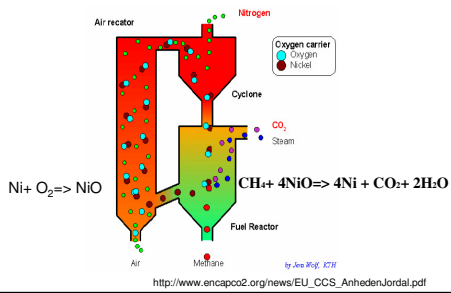 Nitrogen
Air recator
Oxygen carrier
Oxygen
Nickel
Cyclone
CO₂
Steam
Ni+ O₂=> NiO
CH₄+ 4NiO=> 4Ni + CO₂+ 2H₂O
Fuel Reactor
Air
Methane
by Jens Wolf, KTH
http://www.encapco2.org/news/EU_CCS_AnhedenJordal.pdf